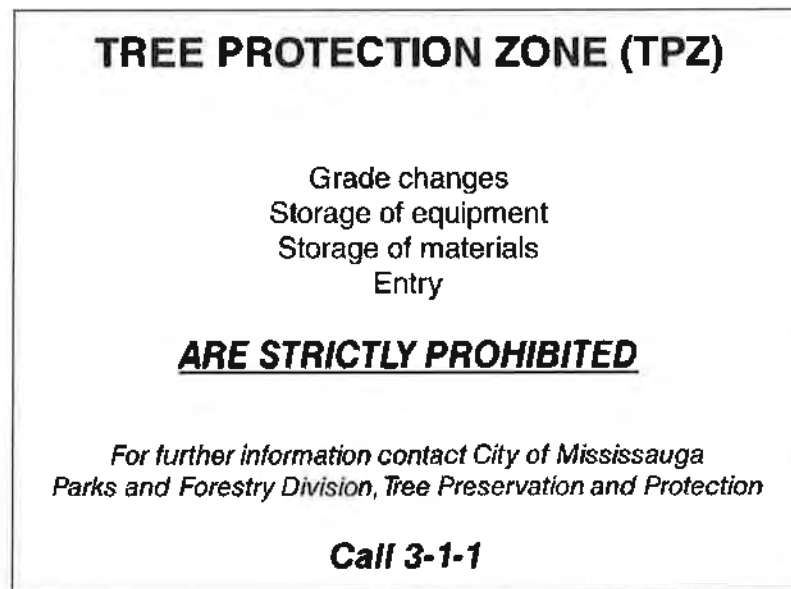 TREE PROTECTION ZONE (TPZ)
Grade changes
Storage of equipment
Storage of materials
Entry
ARE STRICTLY PROHIBITED
For further information contact City of Mississauga
Parks and Forestry Division, Tree Preservation and Protection
Call 3-1-1